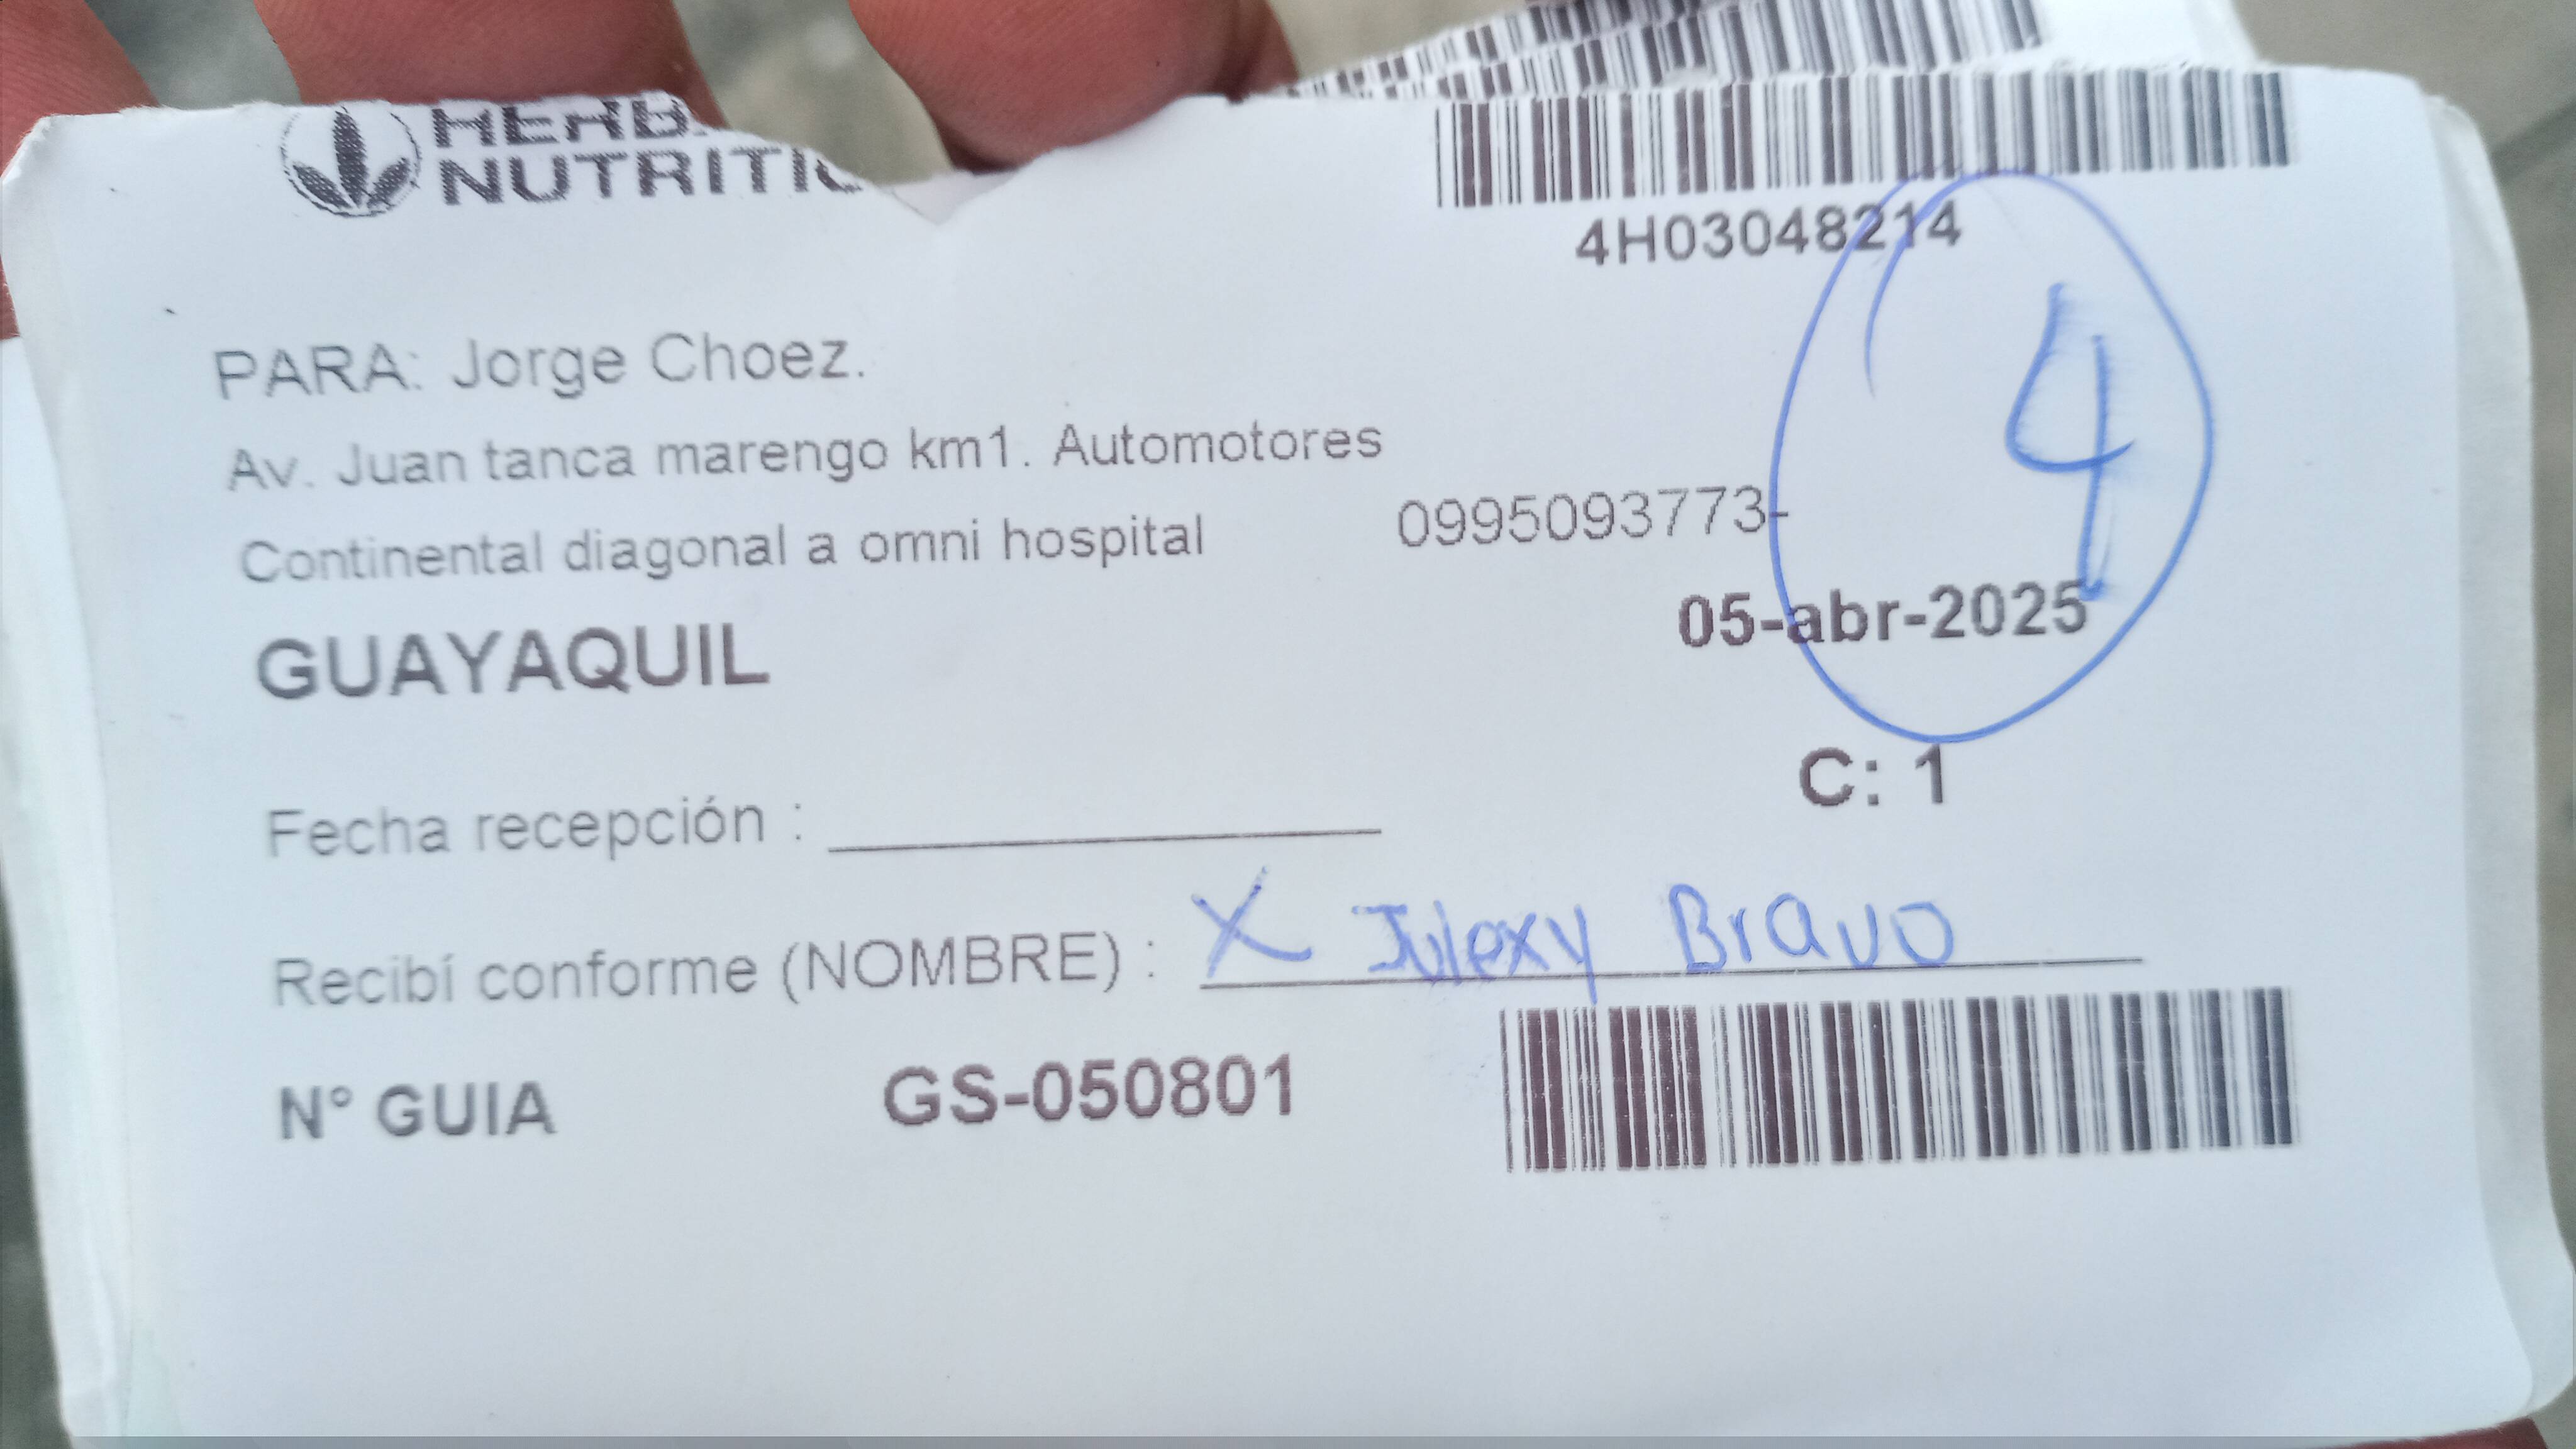 NUTRITI
4H03048214
4
PARA: Jorge Choez.
Av. Juan tanca marengo km1. Automotores
Continental diagonal a omni hospital 0995093773-
GUAYAQUIL 05-abr-2025
C: 1
Fecha recepción :
Recibí conforme (NOMBRE) : X Julexy Bravo
N° GUIA GS-050801